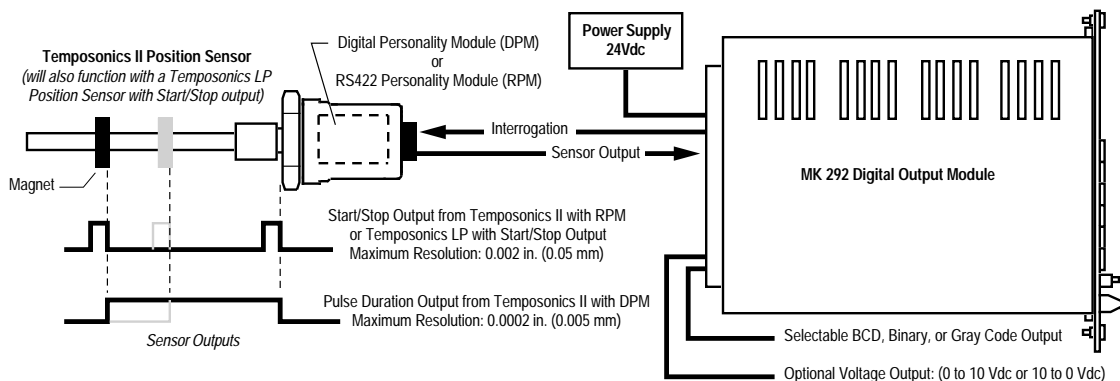 Temposonics II Position Sensor
(will also function with a Temposonics LP
Position Sensor with Start/Stop output)
Magnet
Digital Personality Module (DPM)
or
RS422 Personality Module (RPM)
Power Supply
24Vdc
Interrogation
Sensor Output
MK 292 Digital Output Module
Start/Stop Output from Temposonics II with RPM
or Temposonics LP with Start/Stop Output
Maximum Resolution: 0.002 in. (0.05 mm)
Pulse Duration Output from Temposonics II with DPM
Maximum Resolution: 0.0002 in. (0.005 mm)
Sensor Outputs
Selectable BCD, Binary, or Gray Code Output
Optional Voltage Output: (0 to 10 Vdc or 10 to 0 Vdc)